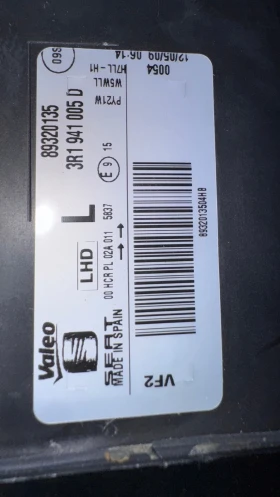 Valeo
SEAT
MADE IN SPAIN
89320135
3R1 941 005 D
LHD
L
E 9 15
00 HCR PL 02A 011 5837
0054
12/05/09 06:14
H7LL-H1
W5WLL
PY21W
8932013504HB
VF2